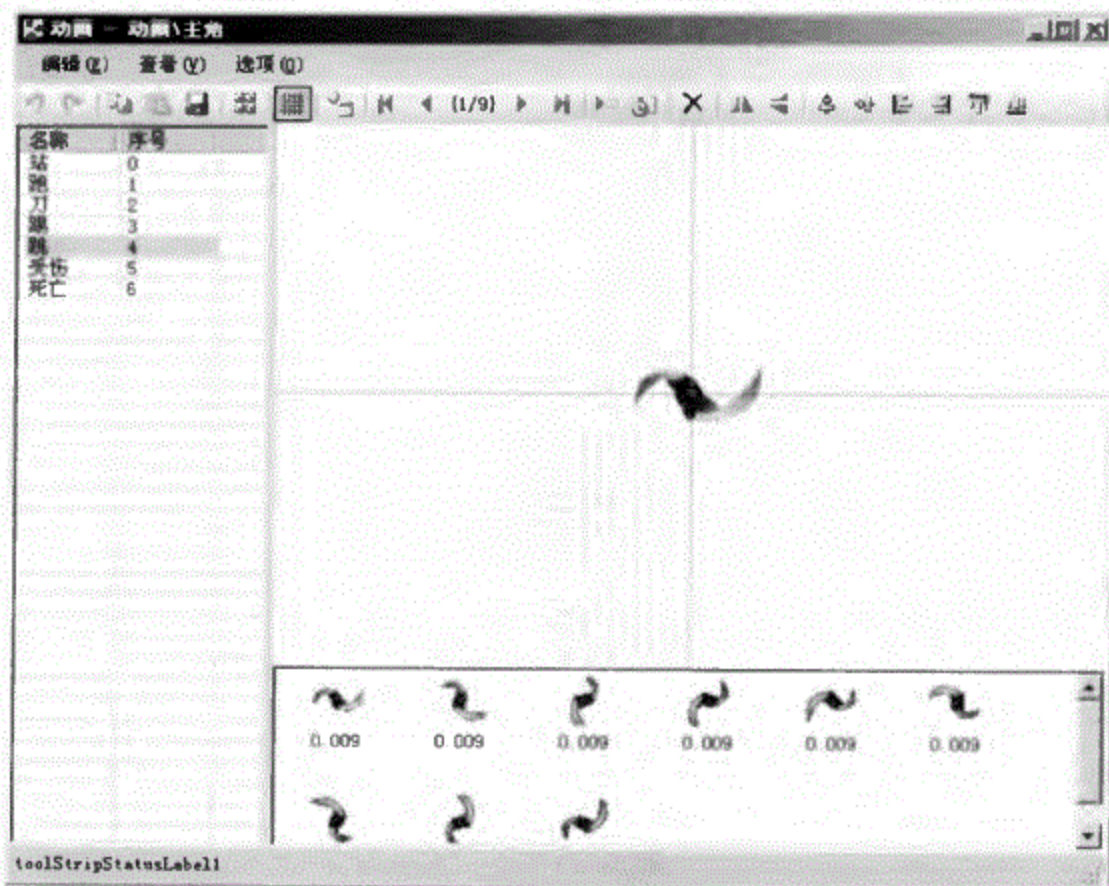 动画 - 动画\主角
编辑(E) 查看(V) 选项(O)
(1/9)
名称 序号
站 0
跑 1
刀 2
踢 3
跳 4
受伤 5
死亡 6
0.009 0.009 0.009 0.009 0.009 0.009
toolStripStatusLabel1